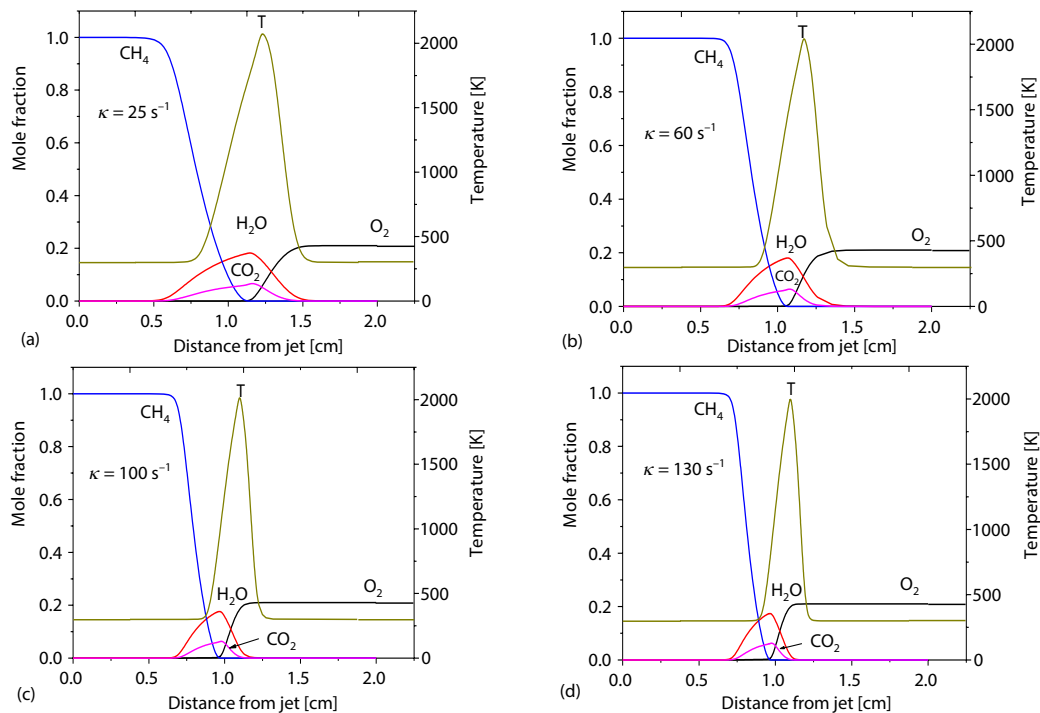 T
1.0
CH4
2000
0.8
κ = 25 s⁻¹
1500
0.6
1000
0.4
H2O
O2
500
0.2
CO2
0.0
0
0.0 0.5 1.0 1.5 2.0
Mole fraction
Temperature [K]
Distance from jet [cm]
(a)
T
1.0
CH4
2000
0.8
κ = 60 s⁻¹
1500
0.6
1000
0.4
H2O
O2
500
0.2
CO2
0.0
0
0.0 0.5 1.0 1.5 2.0
Mole fraction
Temperature [K]
Distance from jet [cm]
(b)
T
1.0
CH4
2000
0.8
κ = 100 s⁻¹
1500
0.6
1000
0.4
H2O
O2
500
0.2
CO2
0.0
0
0.0 0.5 1.0 1.5 2.0
Mole fraction
Temperature [K]
Distance from jet [cm]
(c)
T
1.0
CH4
2000
0.8
κ = 130 s⁻¹
1500
0.6
1000
0.4
H2O
O2
500
0.2
CO2
0.0
0
0.0 0.5 1.0 1.5 2.0
Mole fraction
Temperature [K]
Distance from jet [cm]
(d)